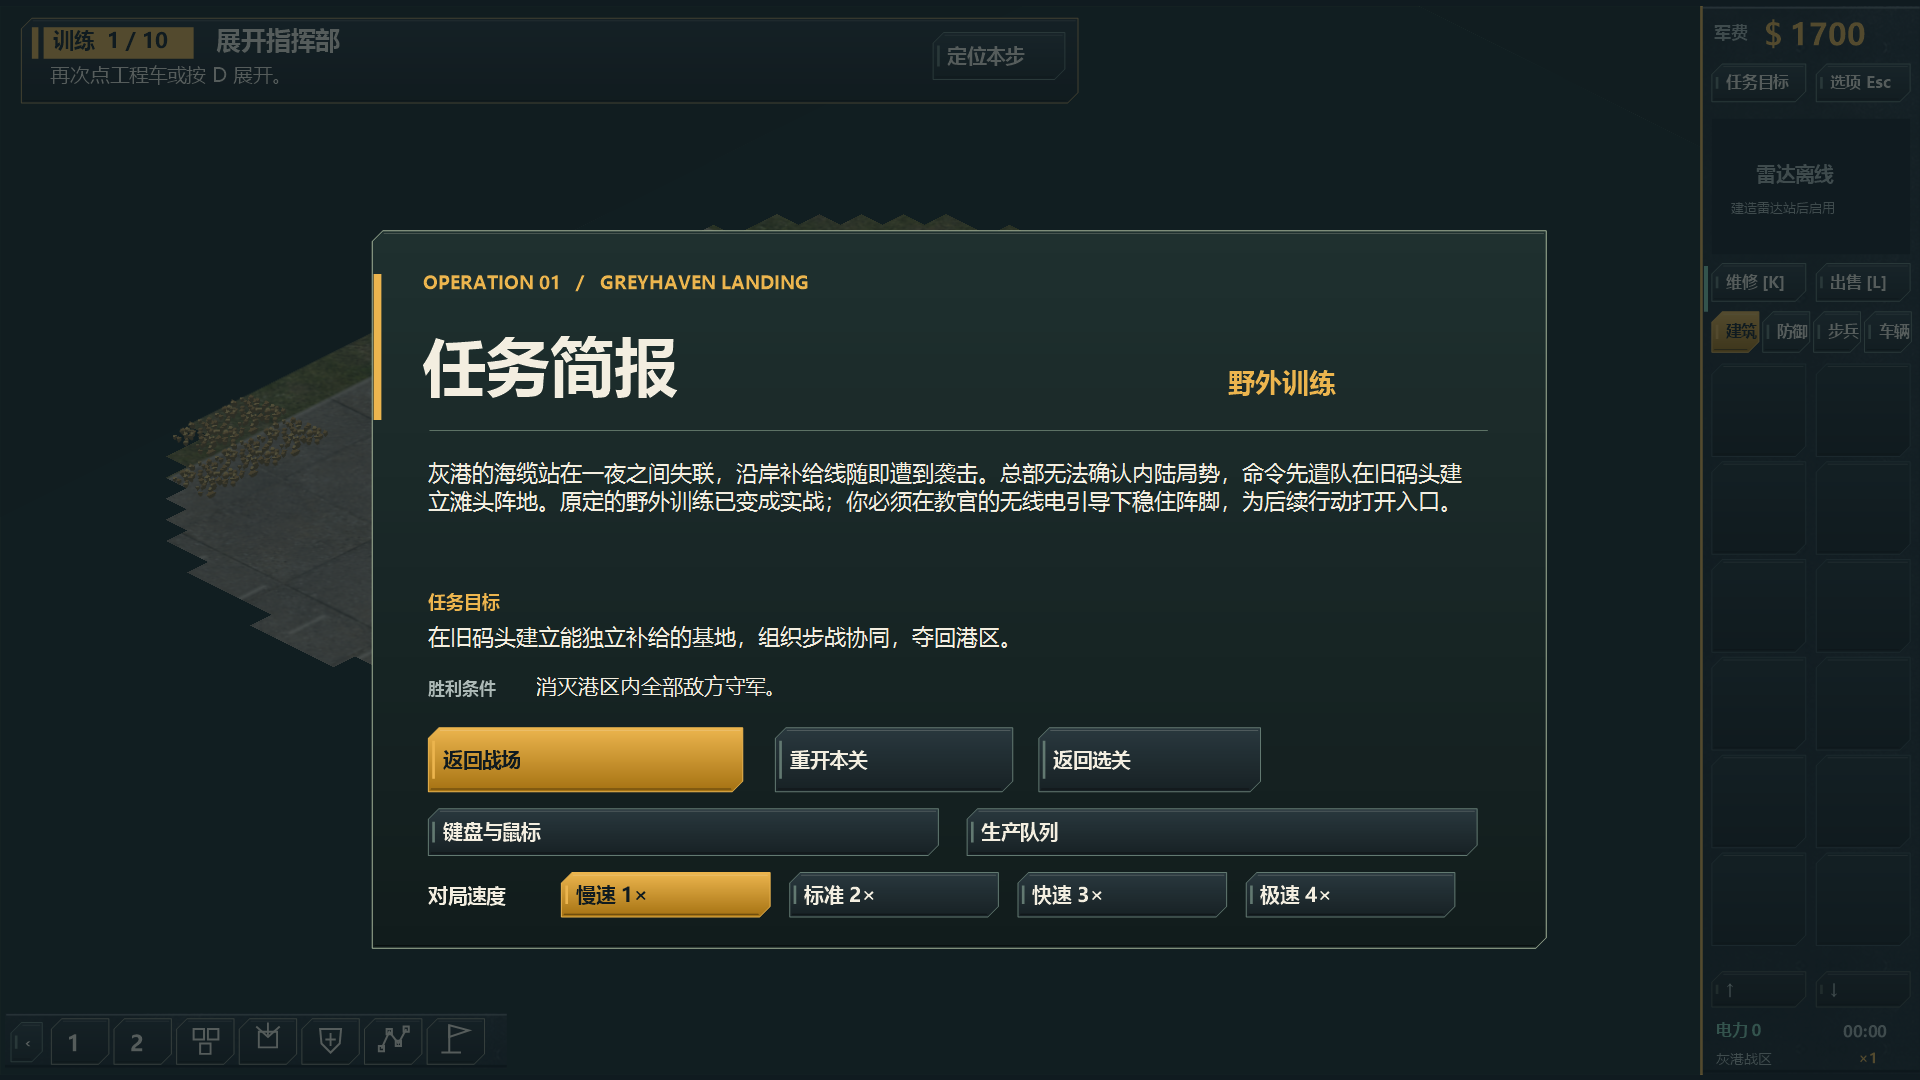 训练 1 / 10 展开指挥部
再次点工程车或按 D 展开。
定位本步
军费 $ 1700
任务目标 选项 Esc
雷达离线
建造雷达站后启用
维修 [K] 出售 [L]
建筑 防御 步兵 车辆
OPERATION 01 / GREYHAVEN LANDING
任务简报
野外训练
灰港的海缆站在一夜之间失联，沿岸补给线随即遭到袭击。总部无法确认内陆局势，命令先遣队在旧码头建
立滩头阵地。原定的野外训练已变成实战；你必须在教官的无线电引导下稳住阵脚，为后续行动打开入口。
任务目标
在旧码头建立能独立补给的基地，组织步战协同，夺回港区。
胜利条件 消灭港区内全部敌方守军。
返回战场 重开本关 返回选关
键盘与鼠标 生产队列
对局速度 慢速 1× 标准 2× 快速 3× 极速 4×
‹ 1 2
↑ ↓
电力 0 00:00
灰港战区 ×1